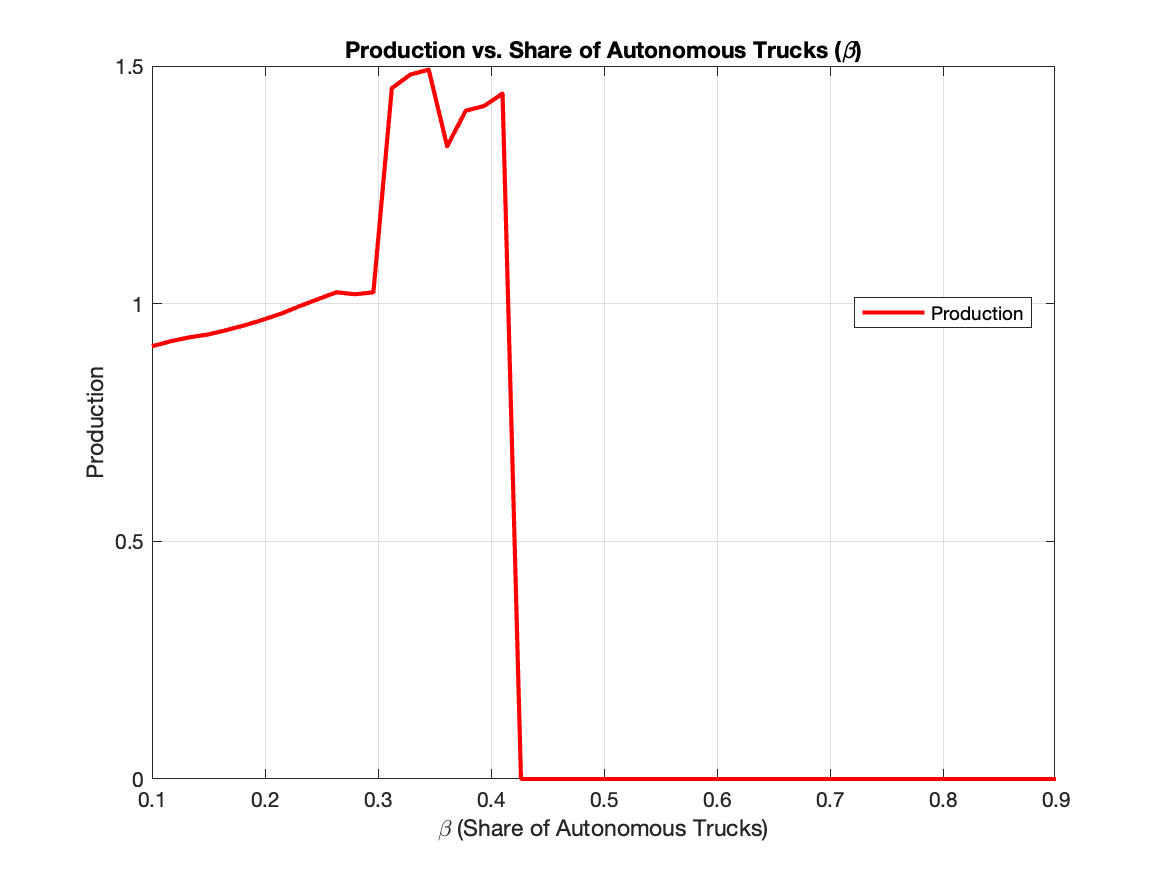 Production vs. Share of Autonomous Trucks (β)
1.5
1
0.5
0
Production
Production
0.1 0.2 0.3 0.4 0.5 0.6 0.7 0.8 0.9
β (Share of Autonomous Trucks)